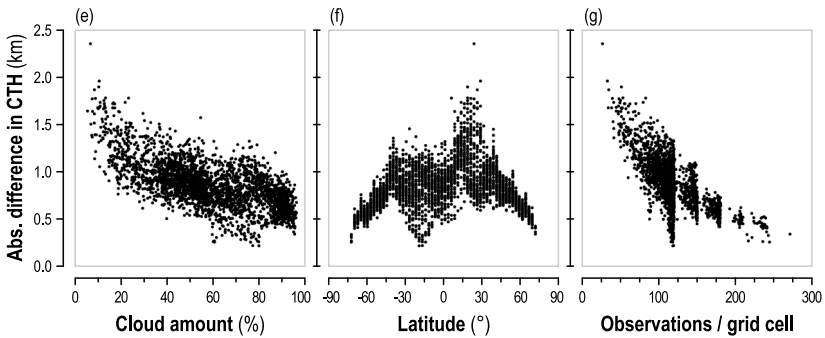 (e) (f) (g)
Abs. difference in CTH (km)
2.5
2.0
1.5
1.0
0.5
0.0
0 20 40 60 80 100
-90 -60 -30 0 30 60 90
0 100 200 300
Cloud amount (%)
Latitude (°)
Observations / grid cell